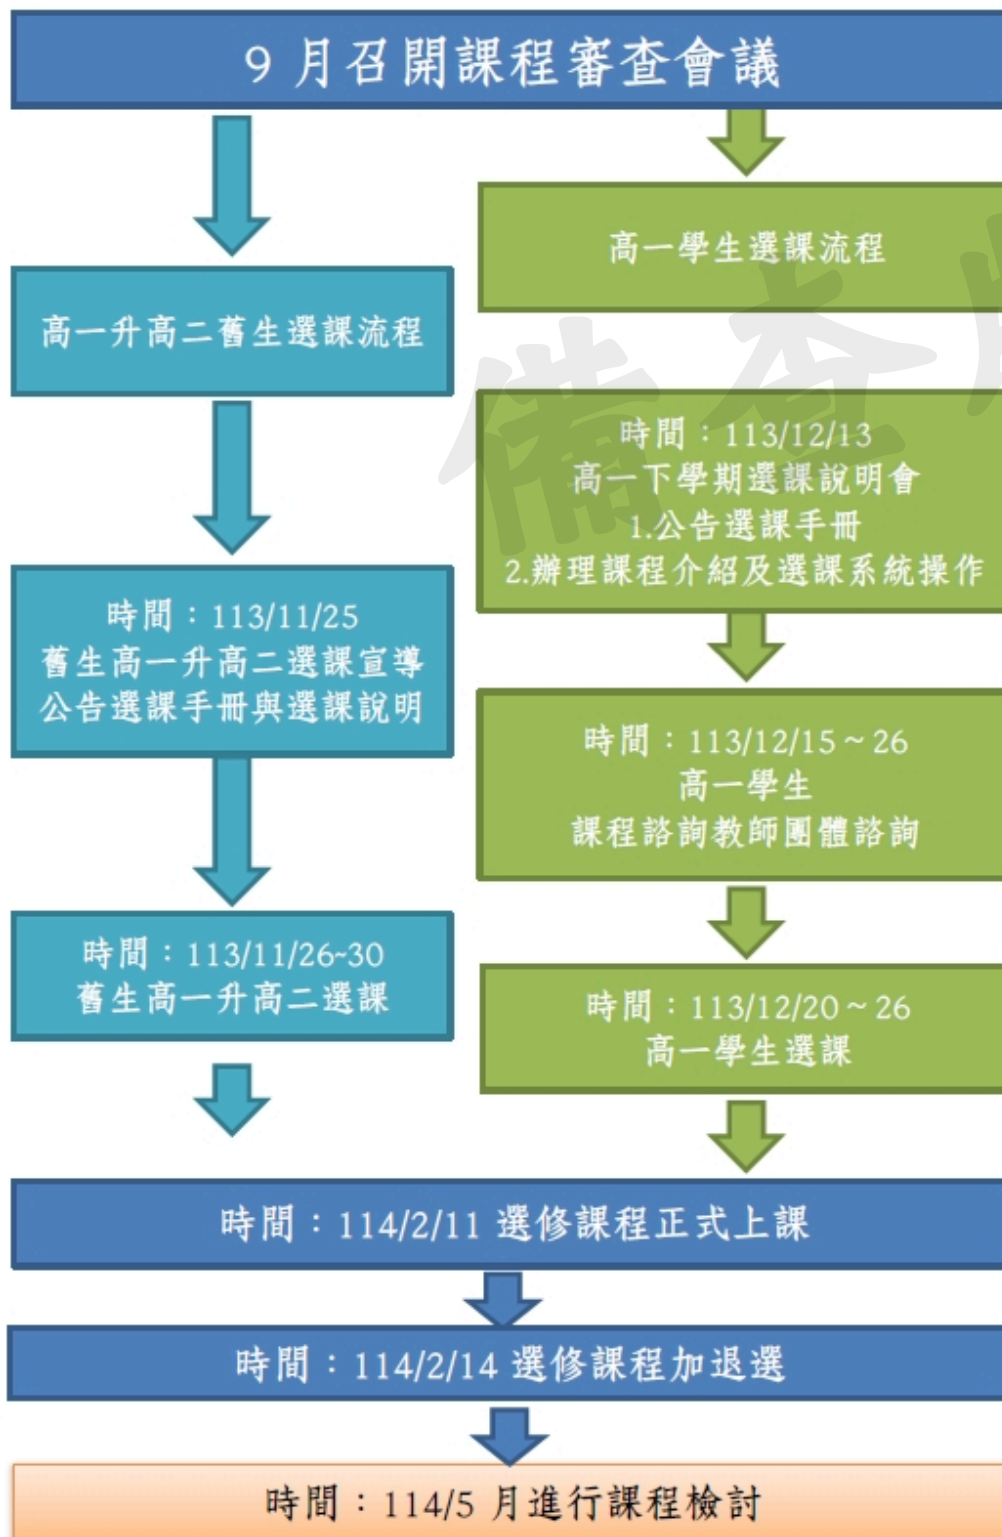 9 月召開課程審查會議
高一升高二舊生選課流程
時間：113/11/25
舊生高一升高二選課宣導
公告選課手冊與選課說明
時間：113/11/26~30
舊生高一升高二選課
高一學生選課流程
時間：113/12/13
高一下學期選課說明會
1.公告選課手冊
2.辦理課程介紹及選課系統操作
時間：113/12/15～26
高一學生
課程諮詢教師團體諮詢
時間：113/12/20～26
高一學生選課
時間：114/2/11 選修課程正式上課
時間：114/2/14 選修課程加退選
時間：114/5 月進行課程檢討
備查